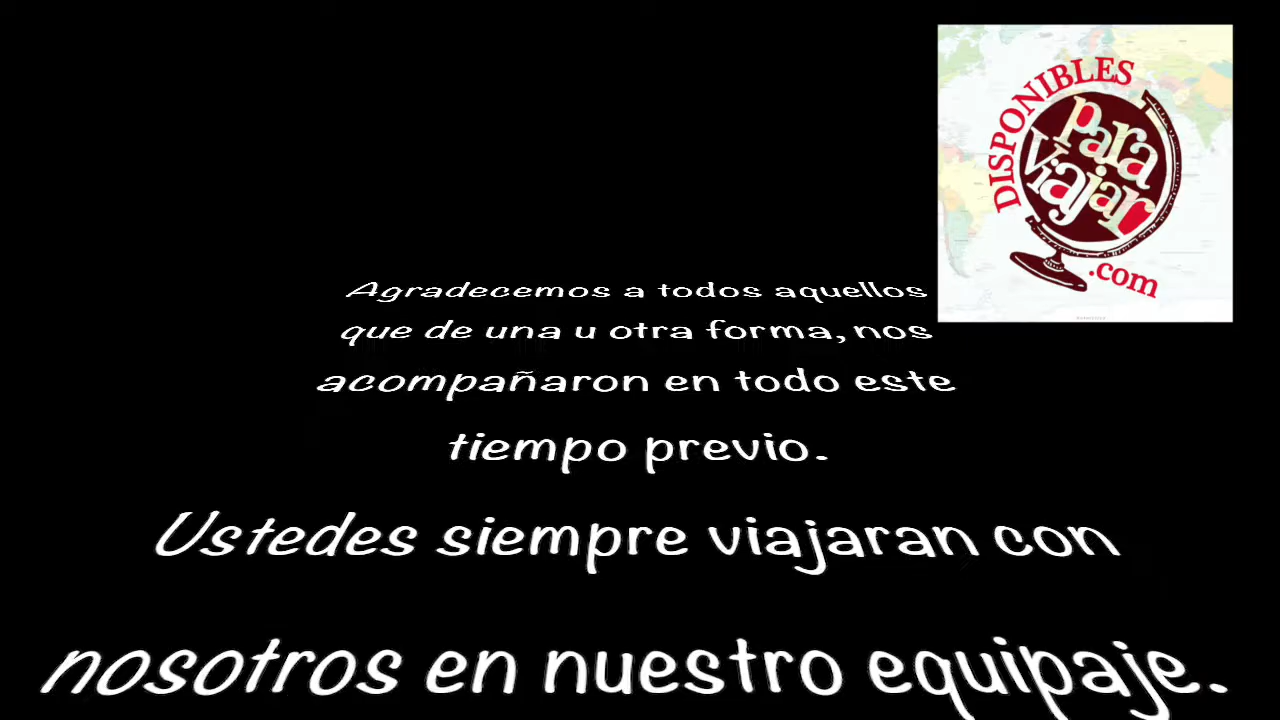 DISPONIBLES
para
Viajar
.com
Agradecemos a todos aquellos
que de una u otra forma, nos
acompañaron en todo este
tiempo previo.
Ustedes siempre viajaran con
nosotros en nuestro equipaje.